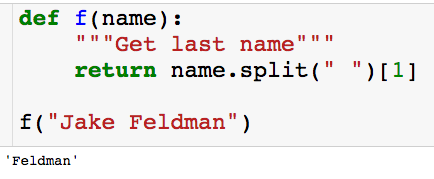 def f(name):
    """Get last name"""
    return name.split(" ")[1]
f("Jake Feldman")
'Feldman'